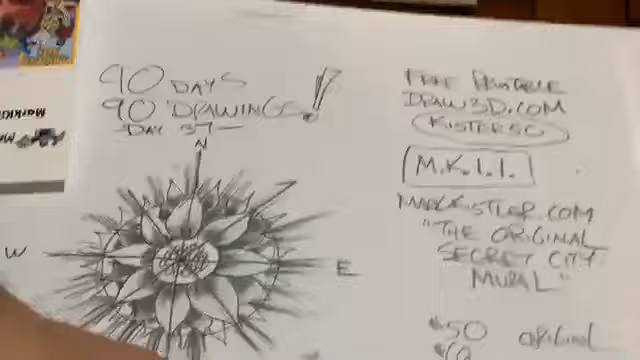 90 DAYS
90 DRAWINGS!
DAY 37—
N
W
E
FREE PRINTABLE
DRAW3D.COM
KISTER50
M.K.I.I.
MARKKISTLER.COM
"THE ORIGINAL
SECRET CITY
MURAL"
$50 ORIGINAL